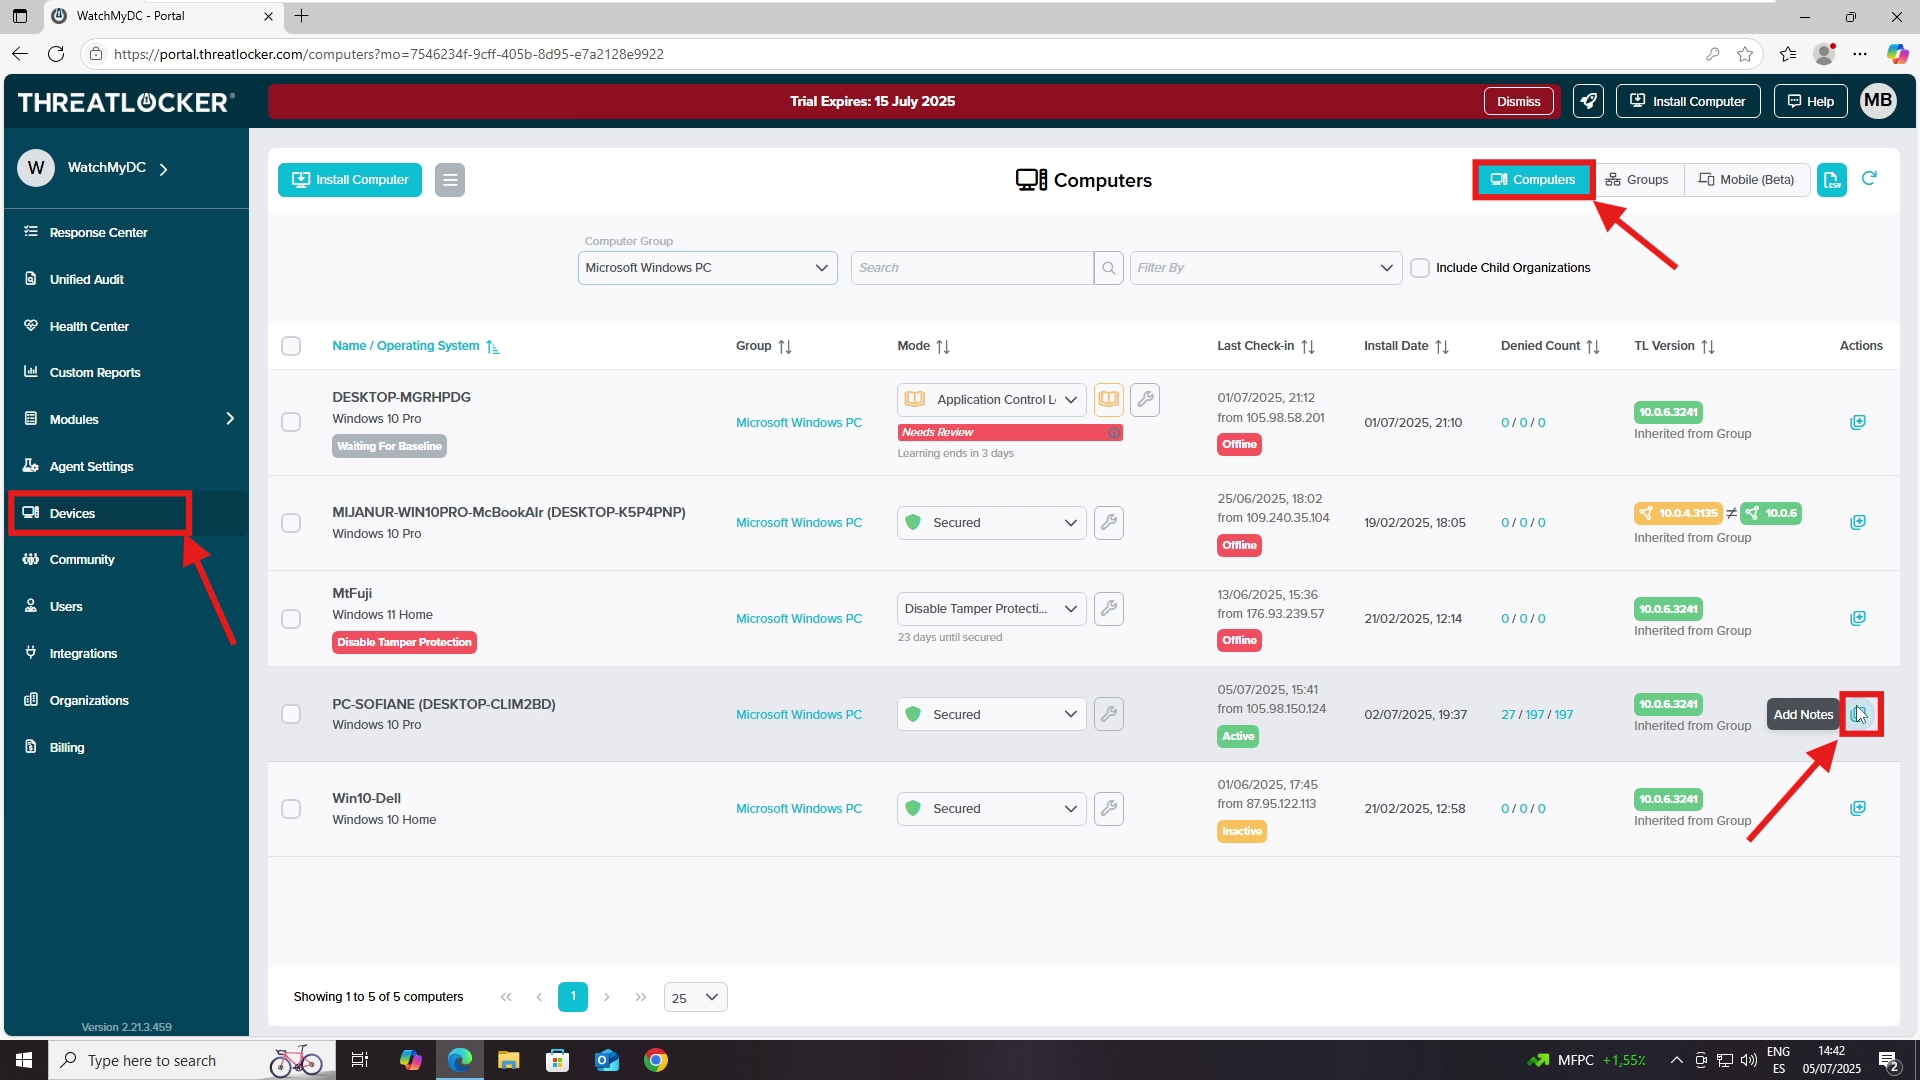 WatchMyDC - Portal
https://portal.threatlocker.com/computers?mo=7546234f-9cff-405b-8d95-e7a2128e9922
THREATLOCKER
Trial Expires: 15 July 2025
Dismiss
Install Computer
Help
MB
W
WatchMyDC
Install Computer
Computers
Computers
Groups
Mobile (Beta)
CSV
Response Center
Unified Audit
Health Center
Custom Reports
Modules
Agent Settings
Devices
Community
Users
Integrations
Organizations
Billing
Version 2.21.3.459
Computer Group
Microsoft Windows PC
Search
Filter By
Include Child Organizations
Name / Operating System
Group
Mode
Last Check-in
Install Date
Denied Count
TL Version
Actions
DESKTOP-MGRHPDG
Windows 10 Pro
Waiting For Baseline
Microsoft Windows PC
Application Control L
Needs Review
Learning ends in 3 days
01/07/2025, 21:12
from 105.98.58.201
Offline
01/07/2025, 21:10
0 / 0 / 0
10.0.6.3241
Inherited from Group
MIJANUR-WIN10PRO-McBookAIr (DESKTOP-K5P4PNP)
Windows 10 Pro
Microsoft Windows PC
Secured
25/06/2025, 18:02
from 109.240.35.104
Offline
19/02/2025, 18:05
0 / 0 / 0
10.0.4.3135 ≠ 10.0.6
Inherited from Group
MtFuji
Windows 11 Home
Disable Tamper Protection
Microsoft Windows PC
Disable Tamper Protecti...
23 days until secured
13/06/2025, 15:36
from 176.93.239.57
Offline
21/02/2025, 12:14
0 / 0 / 0
10.0.6.3241
Inherited from Group
PC-SOFIANE (DESKTOP-CLIM2BD)
Windows 10 Pro
Microsoft Windows PC
Secured
05/07/2025, 15:41
from 105.98.150.124
Active
02/07/2025, 19:37
27 / 197 / 197
10.0.6.3241
Inherited from Group
Add Notes
Win10-Dell
Windows 10 Home
Microsoft Windows PC
Secured
01/06/2025, 17:45
from 87.95.122.113
Inactive
21/02/2025, 12:58
0 / 0 / 0
10.0.6.3241
Inherited from Group
Showing 1 to 5 of 5 computers
1
25
Type here to search
MFPC +1,55%
ENG
ES
14:42
05/07/2025
2